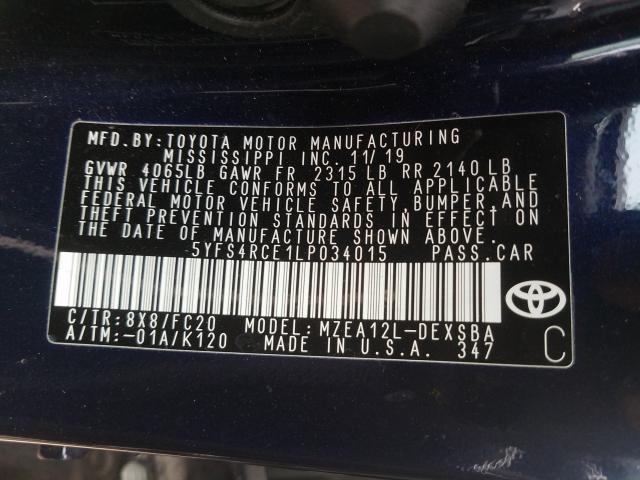 MFD. BY: TOYOTA MOTOR MANUFACTURING
MISSISSIPPI INC. 11/19
GVWR 4065LB GAWR FR 2315 LB RR 2140 LB
THIS VEHICLE CONFORMS TO ALL APPLICABLE
FEDERAL MOTOR VEHICLE SAFETY, BUMPER, AND
THEFT PREVENTION STANDARDS IN EFFECT ON
THE DATE OF MANUFACTURE SHOWN ABOVE.
5YFS4RCE1LP034015 PASS. CAR
C/TR: 8X8/FC20 MODEL: MZEA12L-DEXSBA
A/TM: -01A/K120 MADE IN U.S.A. 347
C